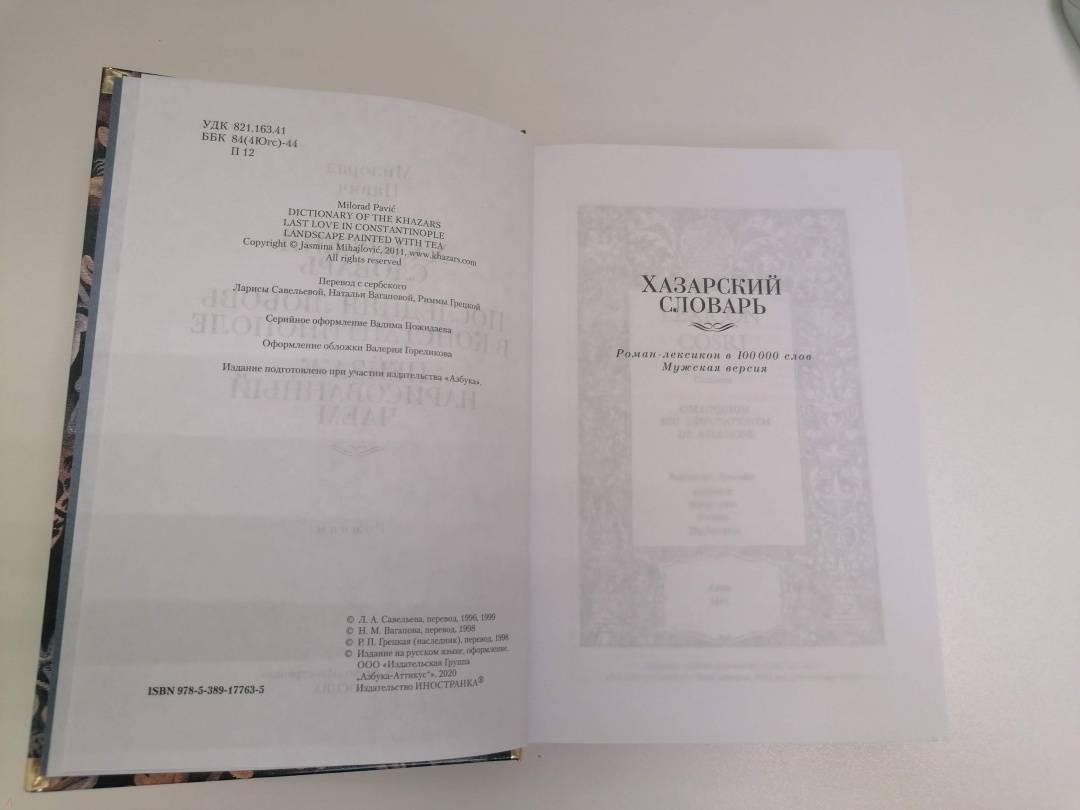 УДК 821.163.41
ББК 84(4Югс)-44
П 12
Milorad Pavić
DICTIONARY OF THE KHAZARS
LAST LOVE IN CONSTANTINOPLE
LANDSCAPE PAINTED WITH TEA
Copyright © Jasmina Mihajlović, 2011, www.khazars.com
All rights reserved
Перевод с сербского
Ларисы Савельевой, Натальи Вагаповой, Риммы Грецкой
Серийное оформление Вадима Пожидаева
Оформление обложки Валерия Гореликова
Издание подготовлено при участии издательства «Азбука».
© Л. А. Савельева, перевод, 1996, 1999
© Н. М. Вагапова, перевод, 1998
© Р. П. Грецкая (наследник), перевод, 1998
© Издание на русском языке, оформление.
ООО «Издательская Группа
„Азбука-Аттикус“», 2020
Издательство ИНОСТРАНКА®
ISBN 978-5-389-17763-5
ХАЗАРСКИЙ
СЛОВАРЬ
Роман-лексикон в 100 000 слов
Мужская версия